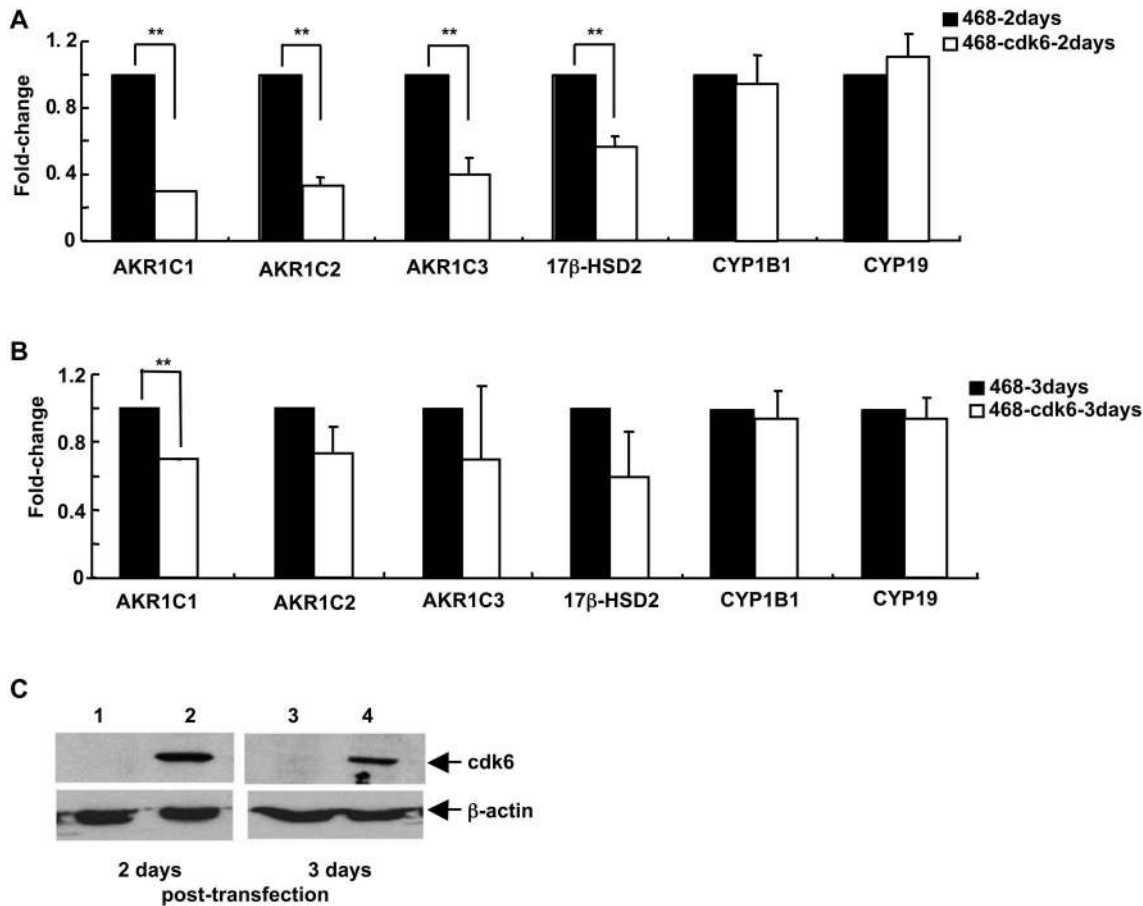 A
468-2days
468-cdk6-2days
** ** ** **
1.2
0.8
0.4
0
Fold-change
AKR1C1 AKR1C2 AKR1C3 17β-HSD2 CYP1B1 CYP19
B
468-3days
468-cdk6-3days
**
1.2
0.8
0.4
0
Fold-change
AKR1C1 AKR1C2 AKR1C3 17β-HSD2 CYP1B1 CYP19
C
1 2 3 4
cdk6
β-actin
2 days 3 days
post-transfection